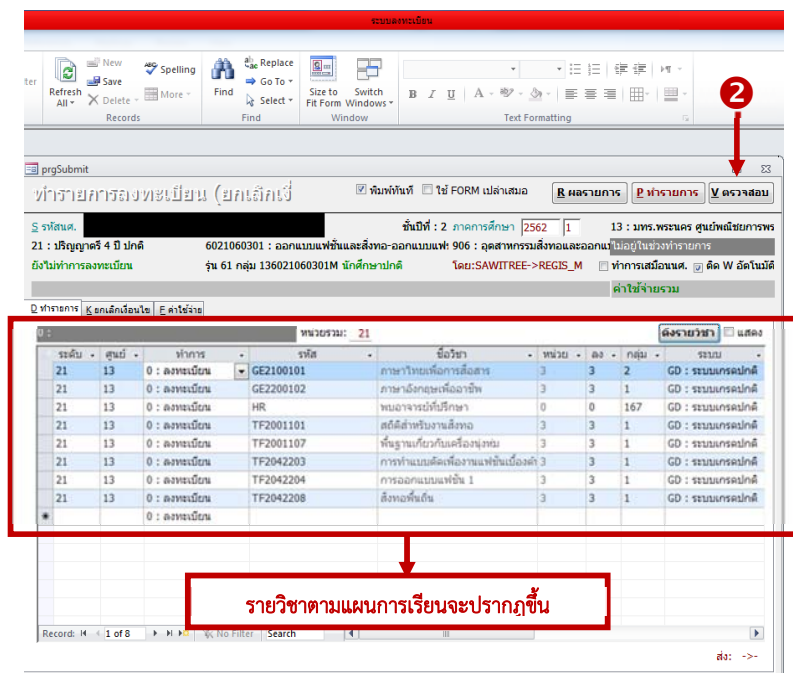 ระบบลงทะเบียน
ter Refresh All New Save Delete Spelling More Records
Find Replace Go To Select Find
Size to Fit Form Switch Windows Window
B I U A Text Formatting
2
prgSubmit
ทำรายการลงทะเบียน (ยกเลิกเงื่ พิมพ์ทันที ใช้ FORM เปล่าเสมอ R ผลรายการ P ทำรายการ V ตรวจสอบ
S รหัสนศ. ชั้นปีที่ : 2 ภาคการศึกษา 2562 1 13 : มทร.พระนคร ศูนย์พณิชยการพร
21 : ปริญญาตรี 4 ปี ปกติ 6021060301 : ออกแบบแฟชั่นและสิ่งทอ-ออกแบบแฟ 906 : อุตสาหกรรมสิ่งทอและออกแ ไม่อยู่ในช่วงทำรายการ
ยังไม่ทำการลงทะเบียน รุ่น 61 กลุ่ม 136021060301M นักศึกษาปกติ โดย:SAWITREE->REGIS_M ทำการเสมือนนศ. ติด W อัตโนมัติ
ค่าใช้จ่ายรวม
D ทำรายการ K ยกเลิกเงื่อนไข E ค่าใช้จ่าย
0 : หน่วยรวม: 21 ดึงรายวิชา แสดง
ระดับ ศูนย์ ทำการ รหัส ชื่อวิชา หน่วย ลง กลุ่ม ระบบ
21 13 0 : ลงทะเบียน GE2100101 ภาษาไทยเพื่อการสื่อสาร 3 3 2 GD : ระบบเกรดปกติ
21 13 0 : ลงทะเบียน GE2200102 ภาษาอังกฤษเพื่ออาชีพ 3 3 1 GD : ระบบเกรดปกติ
21 13 0 : ลงทะเบียน HR พบอาจารย์ที่ปรึกษา 0 0 167 GD : ระบบเกรดปกติ
21 13 0 : ลงทะเบียน TF2001101 สถิติสำหรับงานสิ่งทอ 3 3 1 GD : ระบบเกรดปกติ
21 13 0 : ลงทะเบียน TF2001107 พื้นฐานเกี่ยวกับเครื่องนุ่งห่ม 3 3 1 GD : ระบบเกรดปกติ
21 13 0 : ลงทะเบียน TF2042203 การทำแบบตัดเพื่องานแฟชั่นเบื้องต้ 3 3 1 GD : ระบบเกรดปกติ
21 13 0 : ลงทะเบียน TF2042204 การออกแบบแฟชั่น 1 3 3 1 GD : ระบบเกรดปกติ
21 13 0 : ลงทะเบียน TF2042208 สิ่งทอพื้นถิ่น 3 3 1 GD : ระบบเกรดปกติ
0 : ลงทะเบียน
รายวิชาตามแผนการเรียนจะปรากฏขึ้น
Record: 1 of 8 No Filter Search
ส่ง: ->-